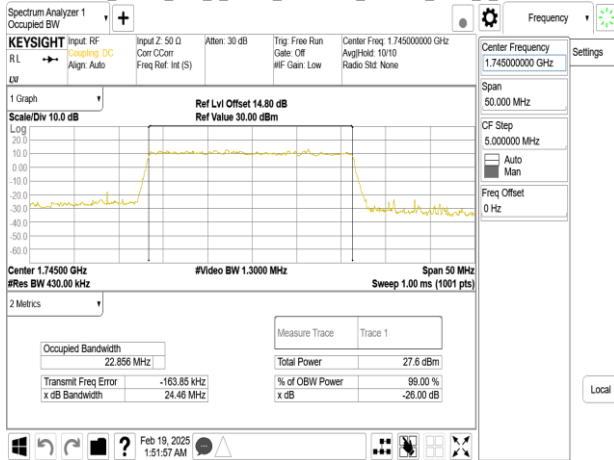 Spectrum Analyzer 1
Occupied BW
+
Frequency
KEYSIGHT
Input: RF
Input Z: 50 Ω
Atten: 30 dB
Trig: Free Run
Center Freq: 1.745000000 GHz
RL
Coupling: DC
Corr CCorr
Gate: Off
Avg|Hold: 10/10
Align: Auto
Freq Ref: Int (S)
#IF Gain: Low
Radio Std: None
LXI
Center Frequency
1.745000000 GHz
Settings
Span
50.000 MHz
CF Step
5.000000 MHz
Auto
Man
Freq Offset
0 Hz
Local
1 Graph
Ref Lvl Offset 14.80 dB
Scale/Div 10.0 dB
Ref Value 30.00 dBm
Log
20.0
10.0
0.00
-10.0
-20.0
-30.0
-40.0
-50.0
-60.0
Center 1.74500 GHz
#Video BW 1.3000 MHz
Span 50 MHz
#Res BW 430.00 kHz
Sweep 1.00 ms (1001 pts)
2 Metrics
Measure Trace
Trace 1
Occupied Bandwidth
22.856 MHz
Total Power
27.6 dBm
Transmit Freq Error
-163.85 kHz
% of OBW Power
99.00 %
x dB Bandwidth
24.46 MHz
x dB
-26.00 dB
?
Feb 19, 2025
1:51:57 AM